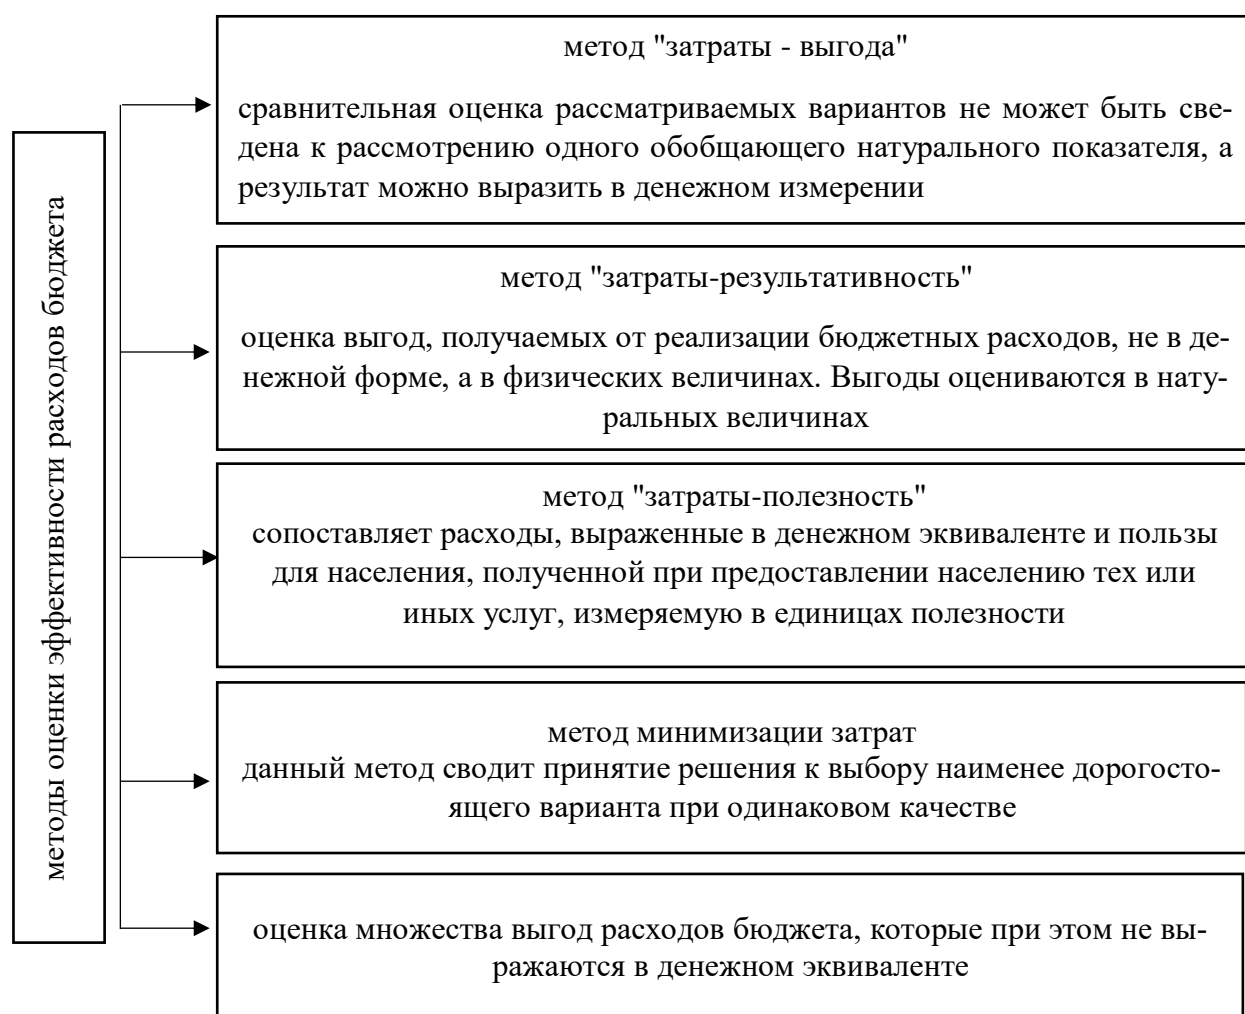 методы оценки эффективности расходов бюджета
метод "затраты - выгода"
сравнительная оценка рассматриваемых вариантов не может быть све-
дена к рассмотрению одного обобщающего натурального показателя, а
результат можно выразить в денежном измерении
метод "затраты-результативность"
оценка выгод, получаемых от реализации бюджетных расходов, не в де-
нежной форме, а в физических величинах. Выгоды оцениваются в нату-
ральных величинах
метод "затраты-полезность"
сопоставляет расходы, выраженные в денежном эквиваленте и пользы
для населения, полученной при предоставлении населению тех или
иных услуг, измеряемую в единицах полезности
метод минимизации затрат
данный метод сводит принятие решения к выбору наименее дорогосто-
ящего варианта при одинаковом качестве
оценка множества выгод расходов бюджета, которые при этом не вы-
ражаются в денежном эквиваленте